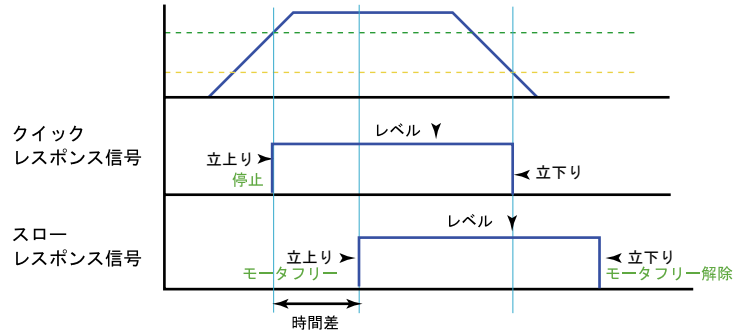 レベル
クイック
レスポンス信号
立上り
停止
立下り
レベル
スロー
レスポンス信号
立上り
モータフリー
立下り
モータフリー解除
時間差